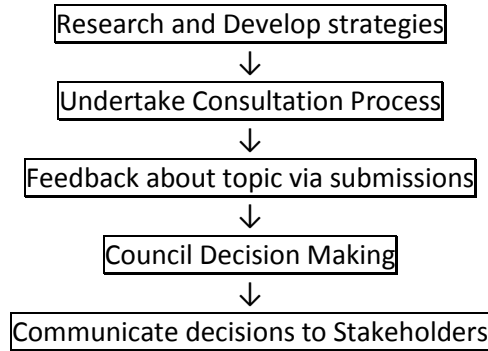 Research and Develop strategies
↓
Undertake Consultation Process
↓
Feedback about topic via submissions
↓
Council Decision Making
↓
Communicate decisions to Stakeholders